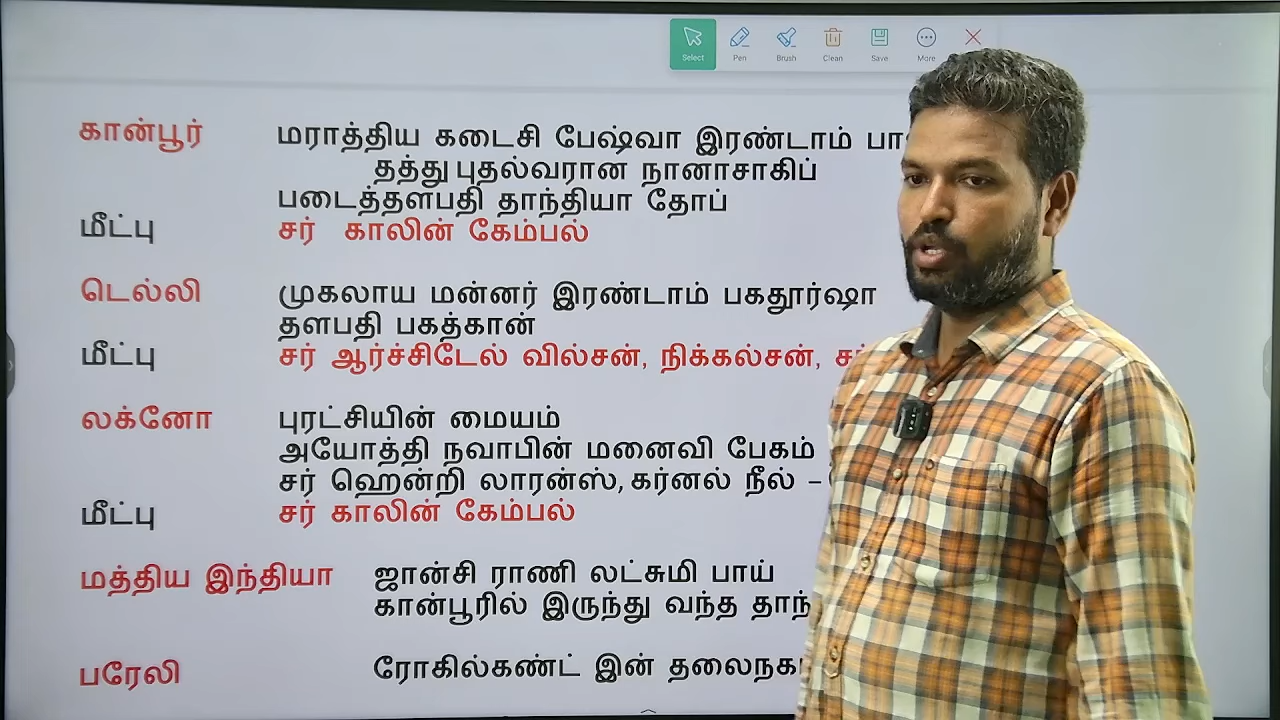 Select Pen Brush Clean Save More
கான்பூர் மராத்திய கடைசி பேஷ்வா இரண்டாம்
தத்து புதல்வரான நானாசாகிப்
படைத்தளபதி தாந்தியா தோப்
மீட்பு சர் காலின் கேம்பல்
டெல்லி முகலாய மன்னர் இரண்டாம் பகதூர்ஷா
தளபதி பகத்கான்
மீட்பு சர் ஆர்ச்சிடேல் வில்சன், நிக்கல்சன்,
லக்னோ புரட்சியின் மையம்
அயோத்தி நவாபின் மனைவி பேகம்
சர் ஹென்றி லாரன்ஸ், கர்னல் நீல் –
மீட்பு சர் காலின் கேம்பல்
மத்திய இந்தியா ஜான்சி ராணி லட்சுமி பாய்
கான்பூரில் இருந்து வந்த
பரேலி ரோகில்கண்ட் இன்